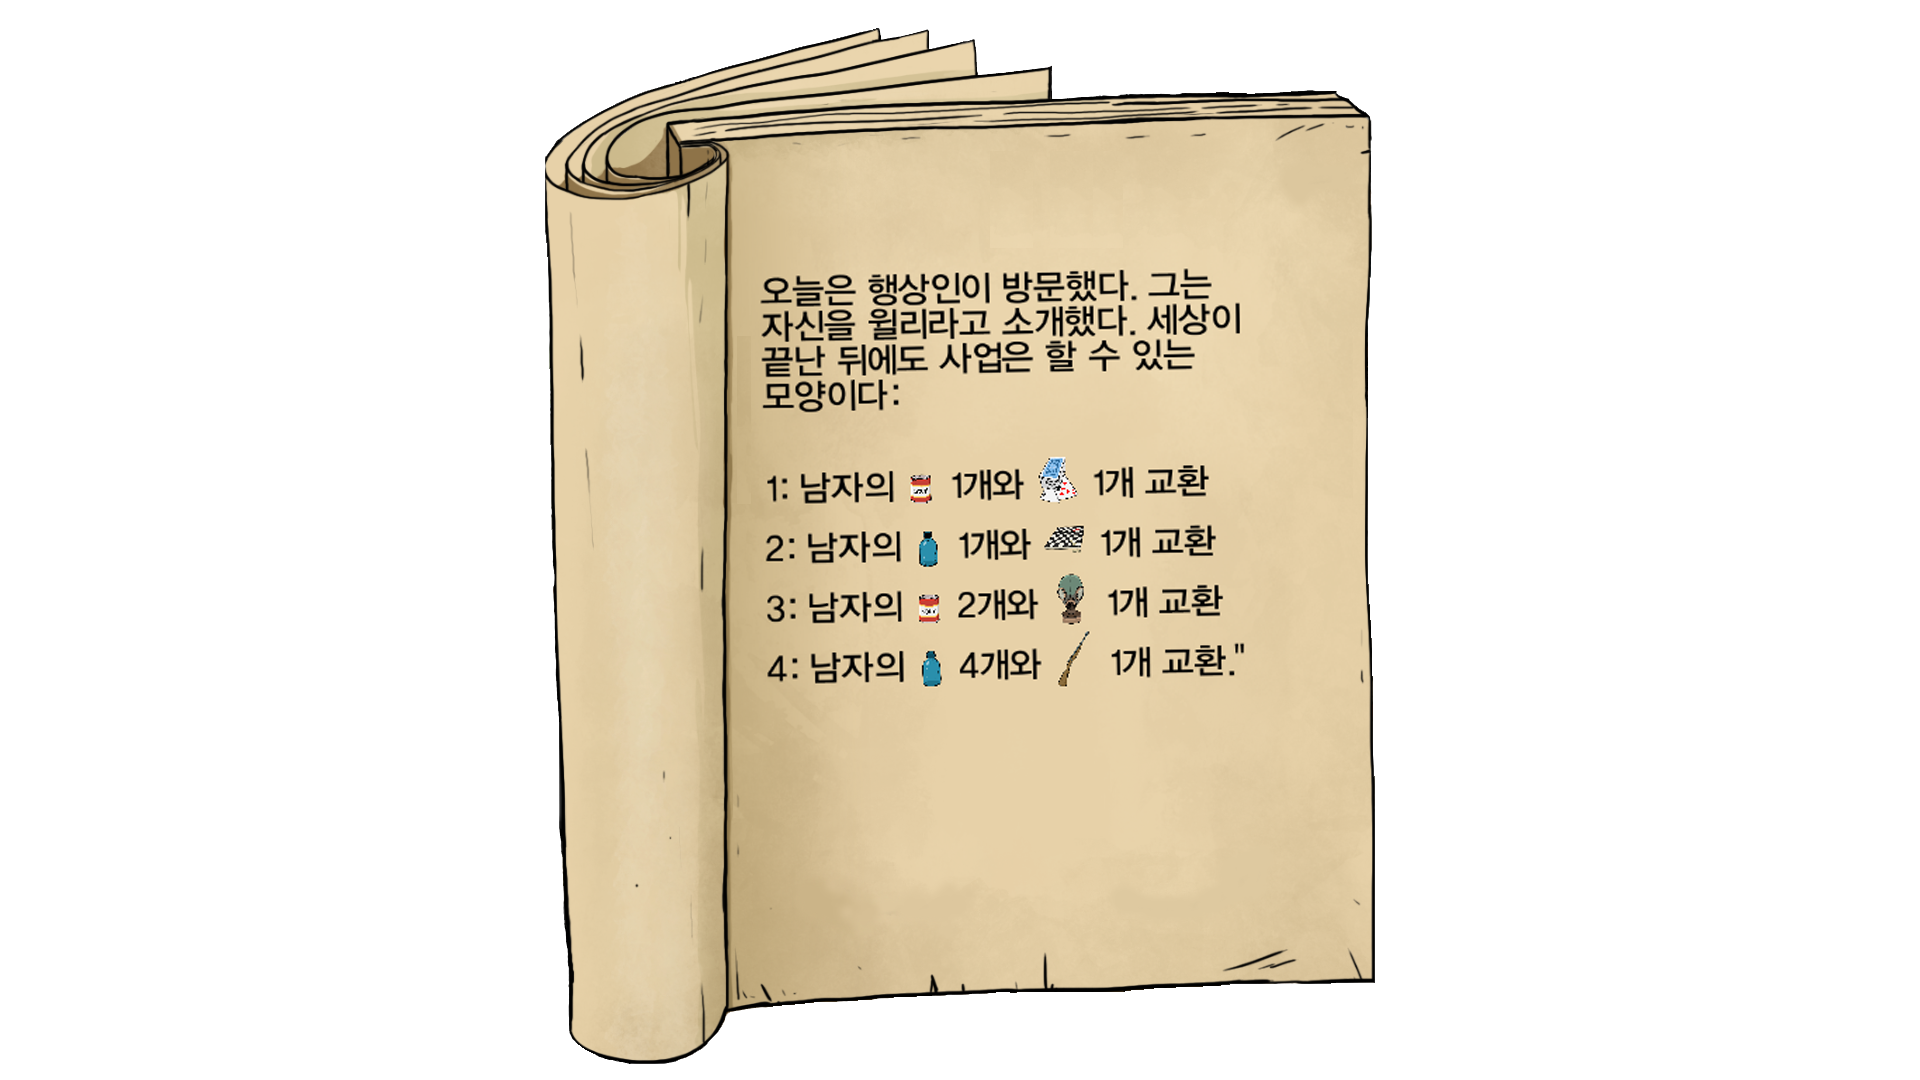 오늘은 행상인이 방문했다. 그는
자신을 윌리라고 소개했다. 세상이
끝난 뒤에도 사업은 할 수 있는
모양이다:
1: 남자의 1개와 1개 교환
2: 남자의 1개와 1개 교환
3: 남자의 2개와 1개 교환
4: 남자의 4개와 1개 교환."